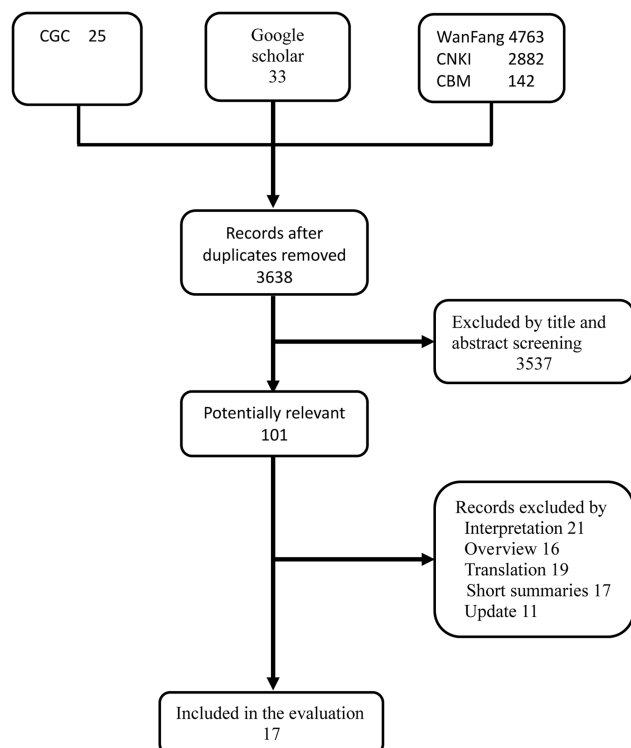 CGC 25
Google
scholar
33
WanFang 4763
CNKI 2882
CBM 142
Records after
duplicates removed
3638
Excluded by title and
abstract screening
3537
Potentially relevant
101
Records excluded by
Interpretation 21
Overview 16
Translation 19
Short summaries 17
Update 11
Included in the evaluation
17